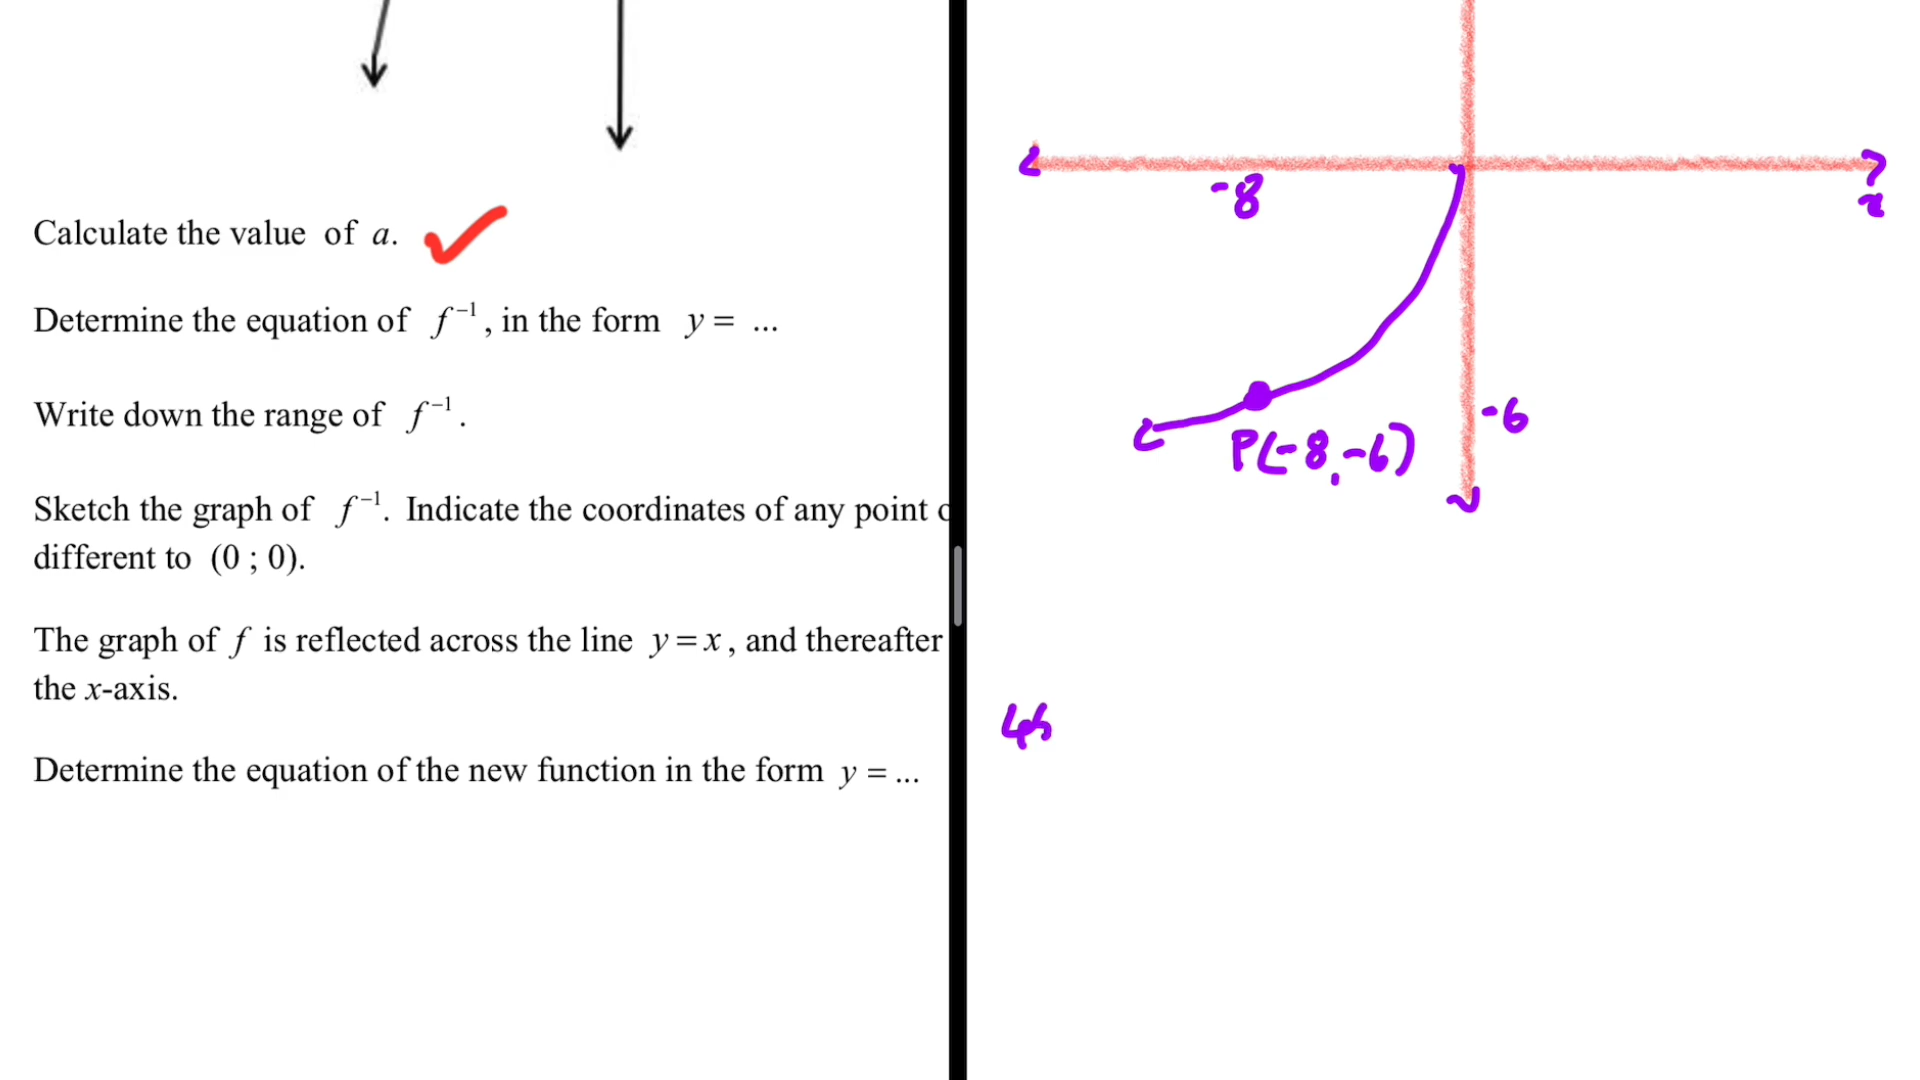 Calculate the value of a.
Determine the equation of f⁻¹, in the form y = ...
Write down the range of f⁻¹.
Sketch the graph of f⁻¹. Indicate the coordinates of any point
different to (0 ; 0).
The graph of f is reflected across the line y = x, and thereafter
the x-axis.
Determine the equation of the new function in the form y = ...
-8
x
-6
P(-8,-6)